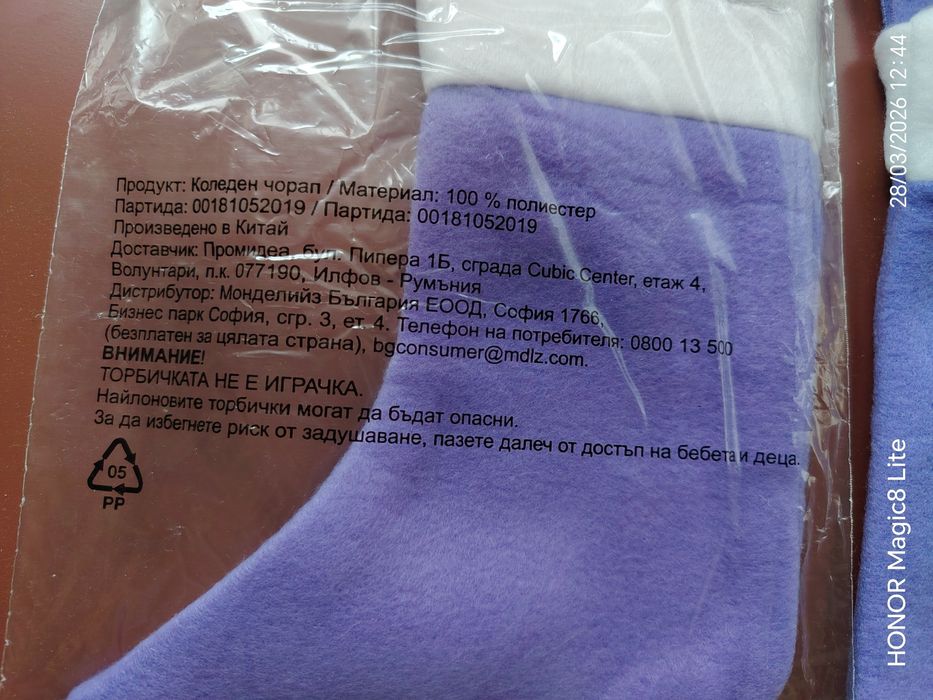 Продукт: Коледен чорап / Материал: 100 % полиестер
Партида: 00181052019 / Партида: 00181052019
Произведено в Китай
Доставчик: Промидеа, бул. Пипера 1Б, сграда Cubic Center, етаж 4,
Волунтари, п.к. 077190, Илфов - Румъния
Дистрибутор: Монделийз България ЕООД, София 1766,
Бизнес парк София, сгр. 3, ет. 4. Телефон на потребителя: 0800 13 500
(безплатен за цялата страна), bgconsumer@mdlz.com.
ВНИМАНИЕ!
ТОРБИЧКАТА НЕ Е ИГРАЧКА.
Найлоновите торбички могат да бъдат опасни.
За да избегнете риск от задушаване, пазете далеч от достъп на бебета и деца.
05
PP
28/03/2026 12:44
HONOR Magic8 Lite